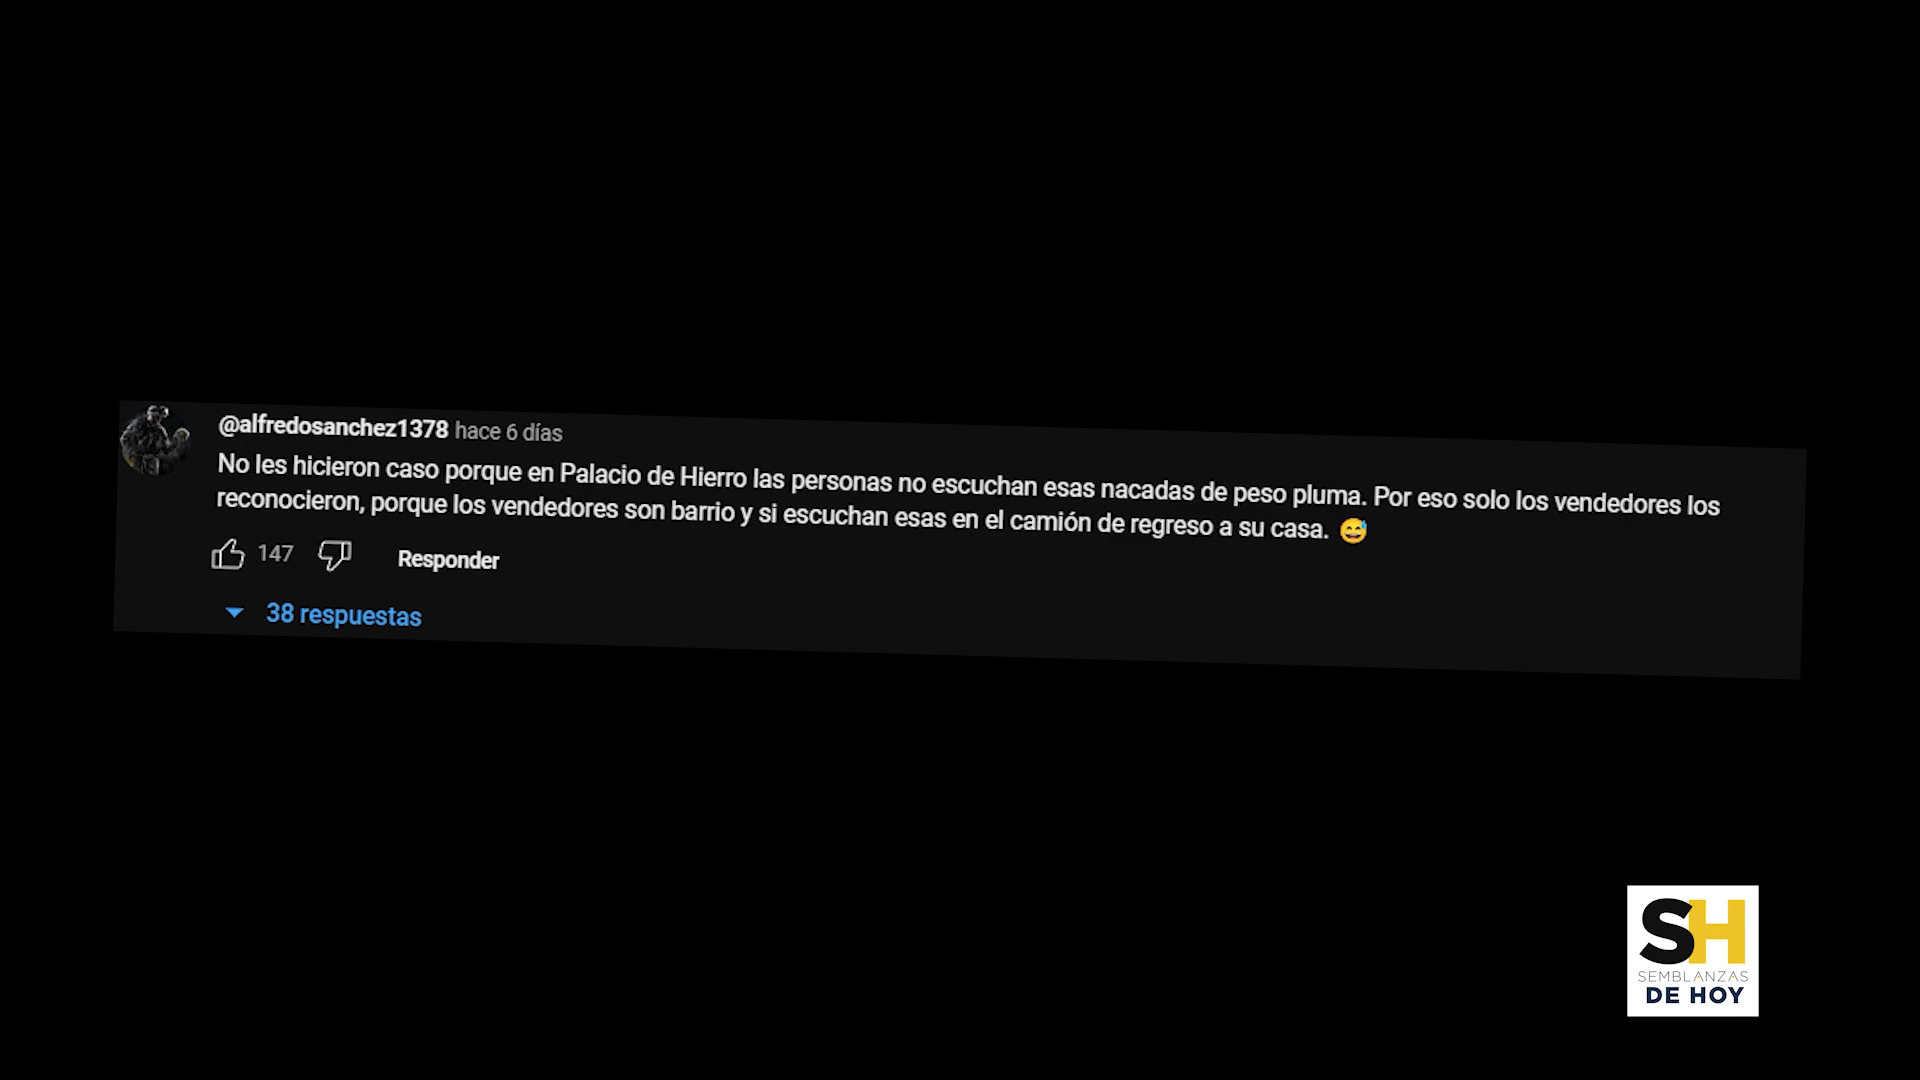 @alfredosanchez1378 hace 6 días
No les hicieron caso porque en Palacio de Hierro las personas no escuchan esas nacadas de peso pluma. Por eso solo los vendedores los
reconocieron, porque los vendedores son barrio y si escuchan esas en el camión de regreso a su casa. 😅
147 Responder
38 respuestas
SH
SEMBLANZAS
DE HOY